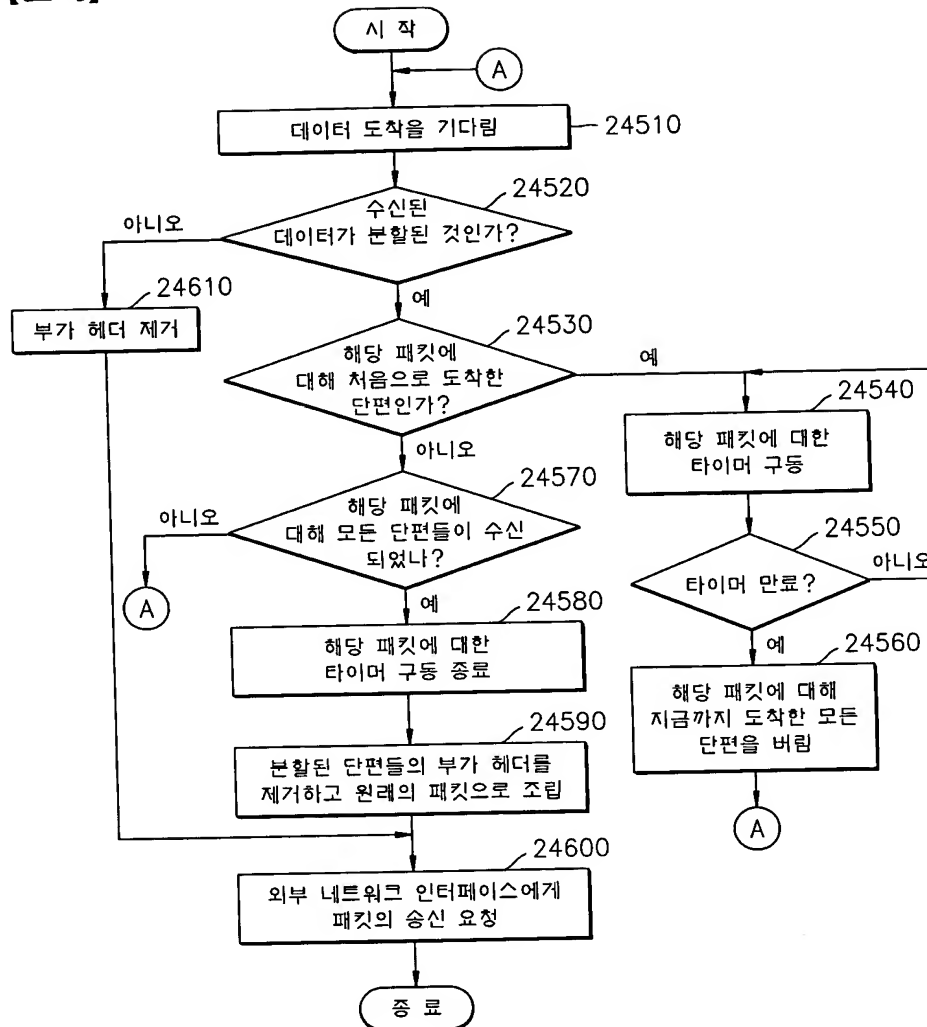 시 작
A
데이터 도착을 기다림
24510
24520
수신된
데이터가 분할된 것인가?
아니오
예
24610
부가 헤더 제거
24530
해당 패킷에
대해 처음으로 도착한
단편인가?
예
아니오
24540
해당 패킷에 대한
타이머 구동
24570
해당 패킷에
대해 모든 단편들이 수신
되었나?
아니오
A
예
24550
타이머 만료?
아니오
예
24580
해당 패킷에 대한
타이머 구동 종료
24560
해당 패킷에 대해
지금까지 도착한 모든
단편을 버림
A
24590
분할된 단편들의 부가 헤더를
제거하고 원래의 패킷으로 조립
24600
외부 네트워크 인터페이스에게
패킷의 송신 요청
종 료